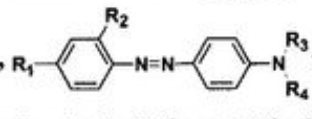 R₂
, R₁ N=N N R₃
R₄